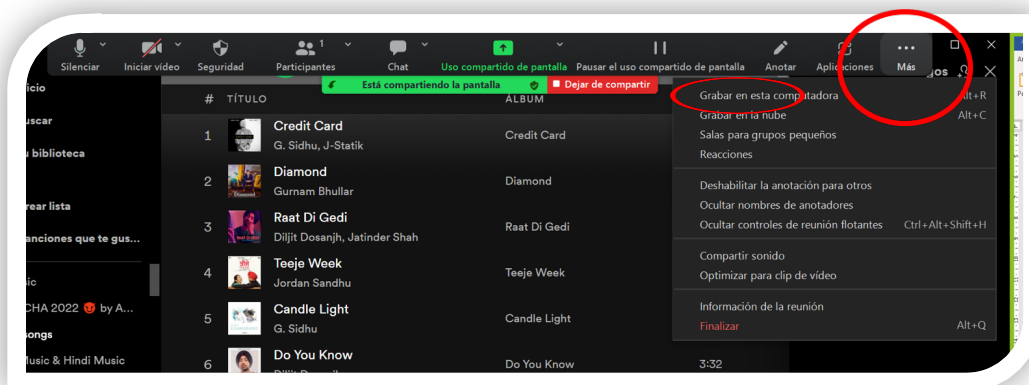 1
Silenciar Iniciar vídeo Seguridad Participantes Chat Uso compartido de pantalla Pausar el uso compartido de pantalla Anotar Aplicaciones Más
Está compartiendo la pantalla Dejar de compartir
icio
uscar
biblioteca
rear lista
anciones que te gus...
CHA 2022 by A...
songs
Music & Hindi Music
# TÍTULO ALBUM
1 Credit Card Credit Card
G. Sidhu, J-Statik
2 Diamond Diamond
Gurnam Bhullar
3 Raat Di Gedi Raat Di Gedi
Diljit Dosanjh, Jatinder Shah
4 Teeje Week Teeje Week
Jordan Sandhu
5 Candle Light Candle Light
G. Sidhu
6 Do You Know Do You Know 3:32
gos
Grabar en esta computadora Alt+R
Grabar en la nube Alt+C
Salas para grupos pequeños
Reacciones
Deshabilitar la anotación para otros
Ocultar nombres de anotadores
Ocultar controles de reunión flotantes Ctrl+Alt+Shift+H
Compartir sonido
Optimizar para clip de vídeo
Información de la reunión
Finalizar Alt+Q